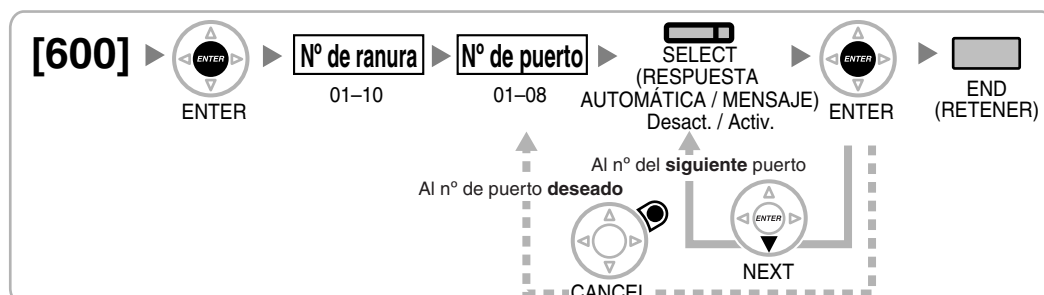 [600]
ENTER
ENTER
Nº de ranura
01–10
Nº de puerto
01–08
SELECT
(RESPUESTA
AUTOMÁTICA / MENSAJE)
Desact. / Activ.
ENTER
ENTER
END
(RETENER)
Al nº del siguiente puerto
Al nº de puerto deseado
ENTER
NEXT
CANCEL